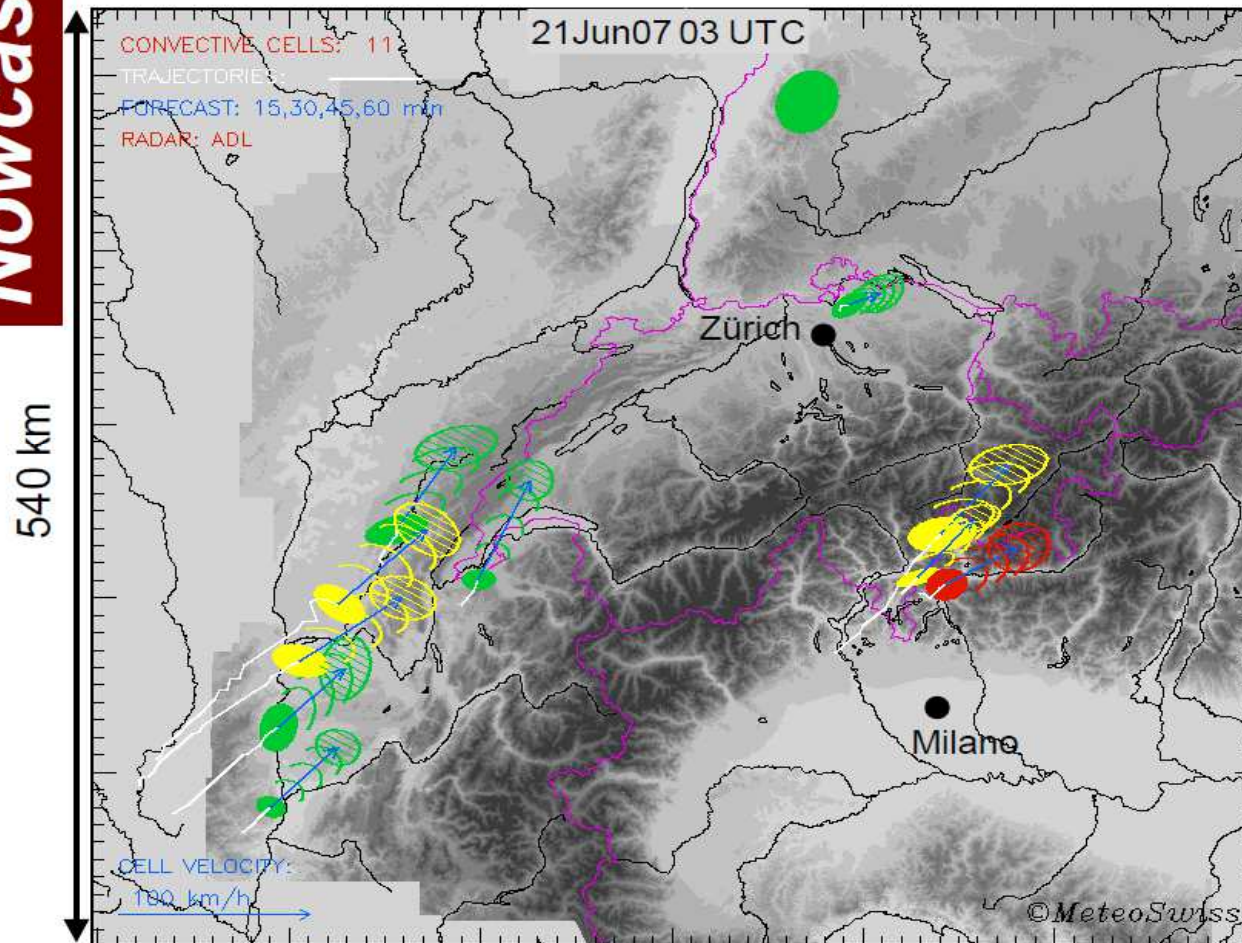 21Jun07 03 UTC
CONVECTIVE CELLS: 11
TRAJECTORIES:
FORECAST: 15,30,45,60 min
RADAR: ADL
Zürich
540 km
Milano
CELL VELOCITY:
100 km/h
©MeteoSwiss